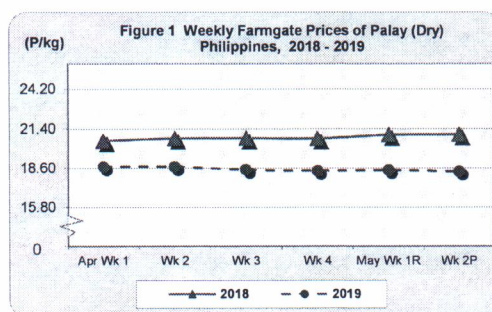 Figure 1 Weekly Farmgate Prices of Palay (Dry)
Philippines, 2018 - 2019
(P/kg)
24.20
21.40
18.60
15.80
0
Apr Wk 1 Wk 2 Wk 3 Wk 4 May Wk 1R Wk 2P
2018 2019